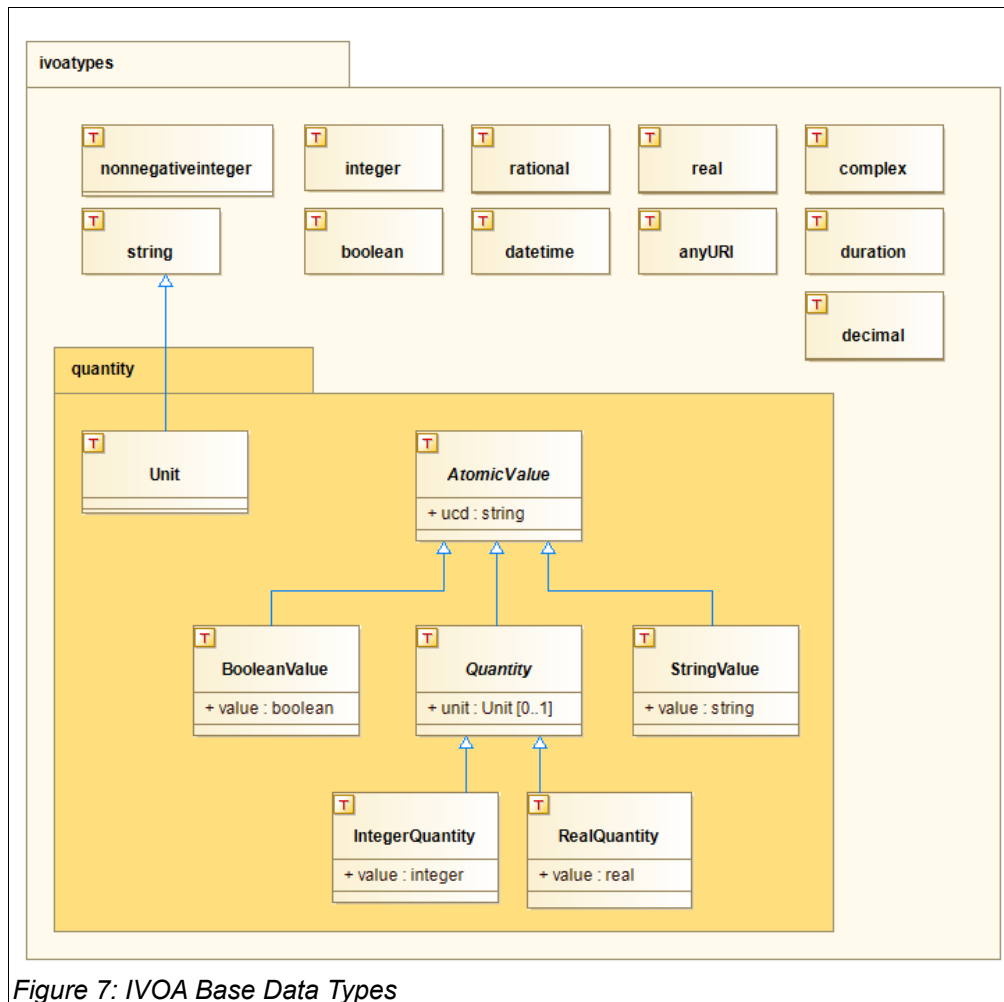 ivoatypes
T T T T T
nonnegativeinteger integer rational real complex
T T T T T
string boolean datetime anyURI duration
T
decimal
quantity
T T
Unit AtomicValue
+ ucd : string
T T T
BooleanValue Quantity StringValue
+ value : boolean + unit : Unit [0..1] + value : string
T T
IntegerQuantity RealQuantity
+ value : integer + value : real
Figure 7: IVOA Base Data Types